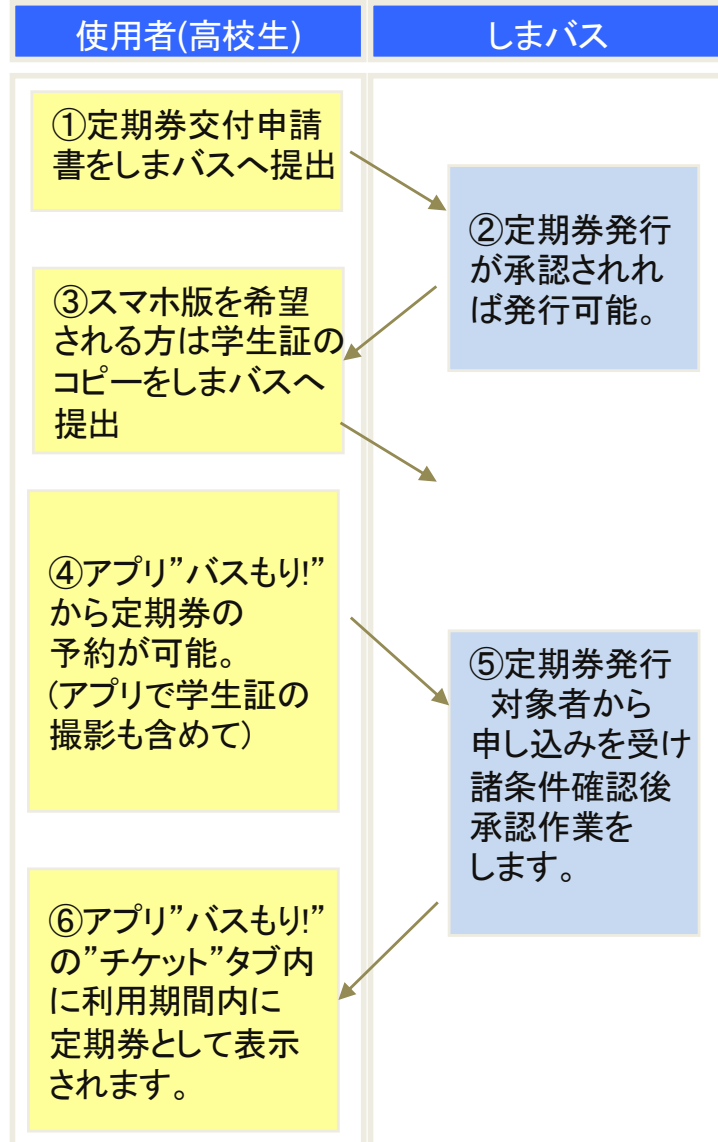 使用者(高校生)
しまバス
①定期券交付申請
書をしまバスへ提出
②定期券発行
が承認されれ
ば発行可能。
③スマホ版を希望
される方は学生証の
コピーをしまバスへ
提出
④アプリ”バスもり!”
から定期券の
予約が可能。
(アプリで学生証の
撮影も含めて)
⑤定期券発行
対象者から
申し込みを受け
諸条件確認後
承認作業を
します。
⑥アプリ”バスもり!”
の”チケット”タブ内
に利用期間内に
定期券として表示
されます。